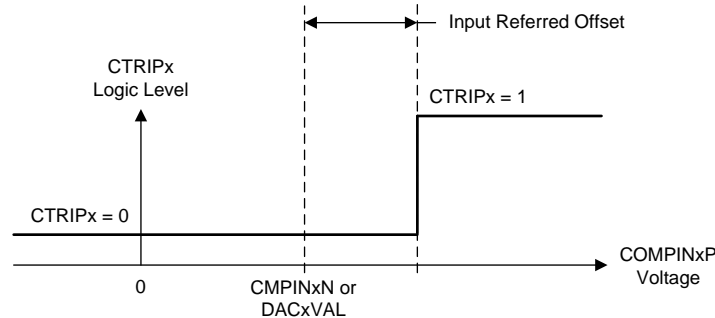 Input Referred Offset
CTRIPx
Logic Level
CTRIPx = 1
CTRIPx = 0
COMPINxP
Voltage
0
CMPINxN or
DACxVAL